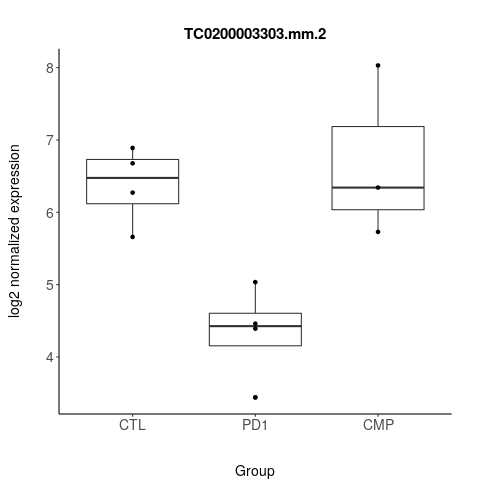 TC0200003303.mm.2
log2 normalized expression
8
7
6
5
4
CTL
PD1
CMP
Group